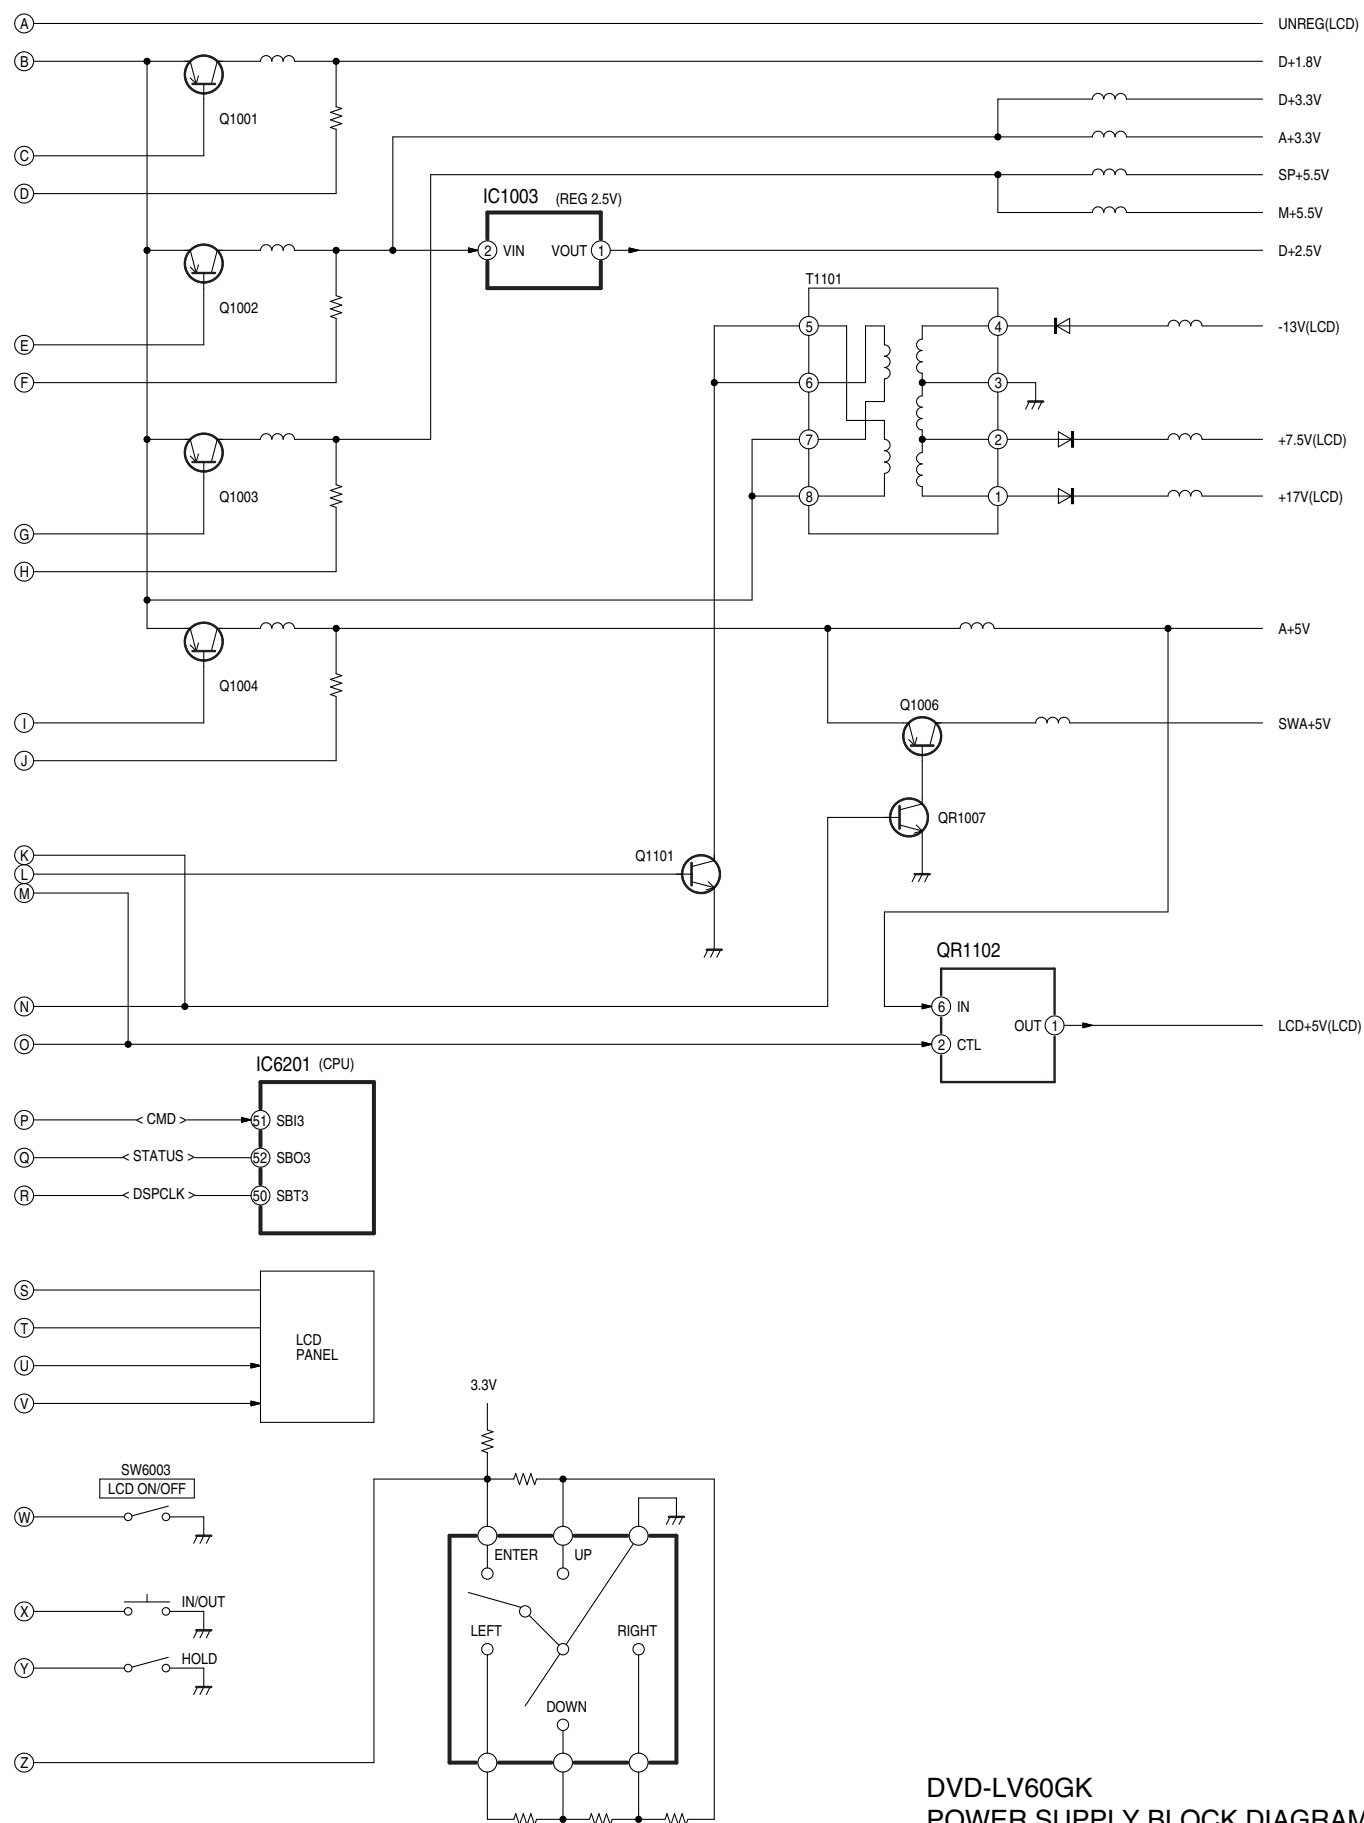 A
UNREG(LCD)
B
D+1.8V
Q1001
D+3.3V
A+3.3V
C
SP+5.5V
D
IC1003 (REG 2.5V)
M+5.5V
2 VIN VOUT 1
D+2.5V
Q1002
T1101
5
4
-13V(LCD)
E
F
6
3
7
2
+7.5V(LCD)
Q1003
8
1
+17V(LCD)
G
H
A+5V
Q1004
Q1006
I
SWA+5V
J
QR1007
K
Q1101
L
M
QR1102
N
6 IN
OUT 1
LCD+5V(LCD)
O
2 CTL
IC6201 (CPU)
P
< CMD >
51 SBI3
Q
< STATUS >
52 SBO3
R
< DSPCLK >
50 SBT3
S
T
LCD
PANEL
U
V
3.3V
SW6003
LCD ON/OFF
W
ENTER
UP
X
IN/OUT
LEFT
RIGHT
Y
HOLD
DOWN
Z
DVD-LV60GK
POWER SUPPLY BLOCK DIAGRAM